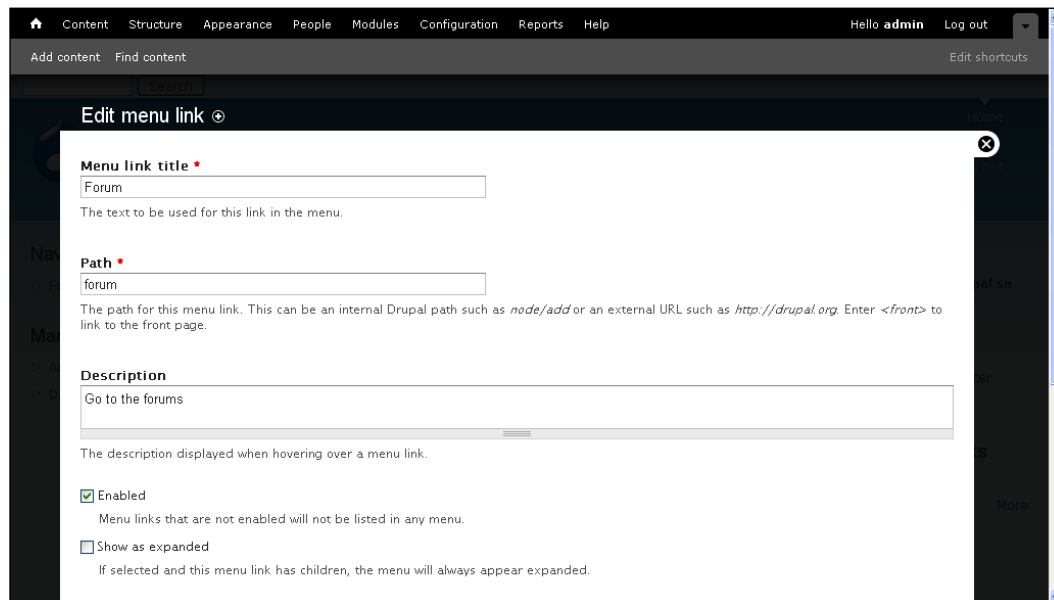 Content Structure Appearance People Modules Configuration Reports Help Hello admin Log out
Add content Find content Edit shortcuts
Search
Edit menu link
Home
Menu link title *
Forum
The text to be used for this link in the menu.
Path *
forum
The path for this menu link. This can be an internal Drupal path such as node/add or an external URL such as http://drupal.org. Enter <front> to
link to the front page.
Description
Go to the forums
The description displayed when hovering over a menu link.
Enabled
Menu links that are not enabled will not be listed in any menu.
More
Show as expanded
If selected and this menu link has children, the menu will always appear expanded.